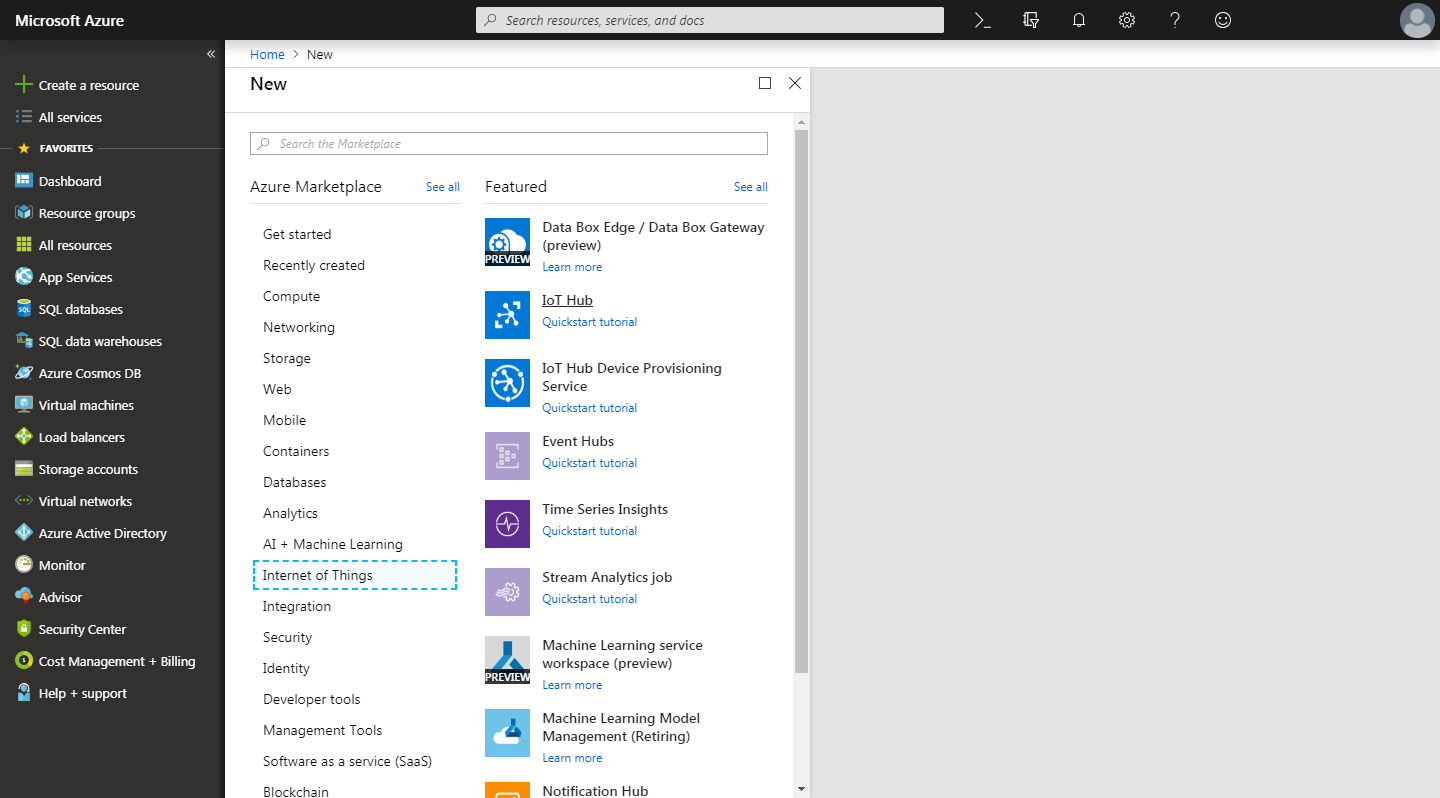 Microsoft Azure
Search resources, services, and docs
Create a resource
All services
FAVORITES
Dashboard
Resource groups
All resources
App Services
SQL databases
SQL data warehouses
Azure Cosmos DB
Virtual machines
Load balancers
Storage accounts
Virtual networks
Azure Active Directory
Monitor
Advisor
Security Center
Cost Management + Billing
Help + support
Home > New
New
Search the Marketplace
Azure Marketplace See all
Get started
Recently created
Compute
Networking
Storage
Web
Mobile
Containers
Databases
Analytics
AI + Machine Learning
Internet of Things
Integration
Security
Identity
Developer tools
Management Tools
Software as a service (SaaS)
Blockchain
Featured See all
Data Box Edge / Data Box Gateway
(preview)
PREVIEW
Learn more
IoT Hub
Quickstart tutorial
IoT Hub Device Provisioning
Service
Quickstart tutorial
Event Hubs
Quickstart tutorial
Time Series Insights
Quickstart tutorial
Stream Analytics job
Quickstart tutorial
Machine Learning service
workspace (preview)
PREVIEW
Learn more
Machine Learning Model
Management (Retiring)
Learn more
Notification Hub